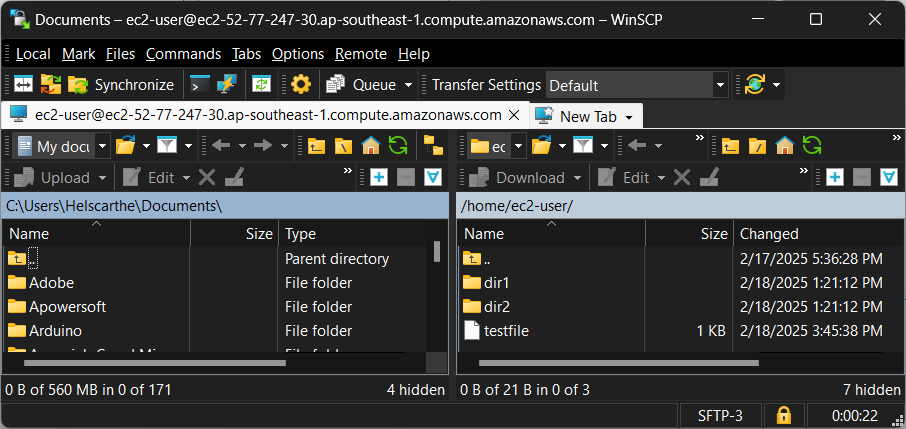 Documents – ec2-user@ec2-52-77-247-30.ap-southeast-1.compute.amazonaws.com – WinSCP
Local Mark Files Commands Tabs Options Remote Help
Synchronize Queue Transfer Settings Default
ec2-user@ec2-52-77-247-30.ap-southeast-1.compute.amazonaws.com New Tab
My docu
ec
Upload Edit
Download Edit
C:\Users\Helscarthe\Documents\
/home/ec2-user/
Name Size Type
..  Parent directory
Adobe File folder
Apowersoft File folder
Arduino File folder
File folder
0 B of 560 MB in 0 of 171 4 hidden
Name Size Changed
.. 2/17/2025 5:36:28 PM
dir1 2/18/2025 1:21:12 PM
dir2 2/18/2025 1:21:12 PM
testfile 1 KB 2/18/2025 3:45:38 PM
0 B of 21 B in 0 of 3 7 hidden
SFTP-3 0:00:22